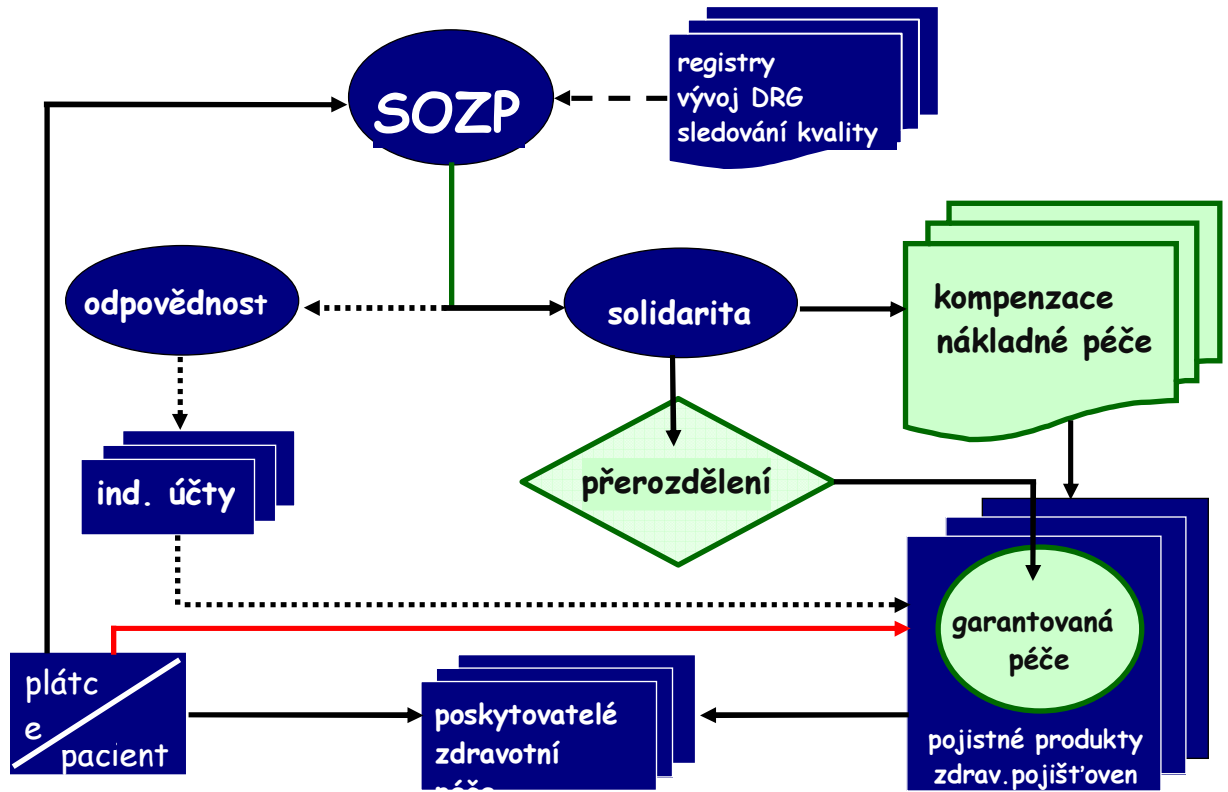 SOZP
registry
vývoj DRG
sledování kvality
odpovědnost
solidarita
kompenzace
nákladné péče
ind. účty
přerozdělení
garantovaná
péče
plátc
e
pacient
poskytovatelé
zdravotní
pojistné produkty
zdrav.pojišťoven